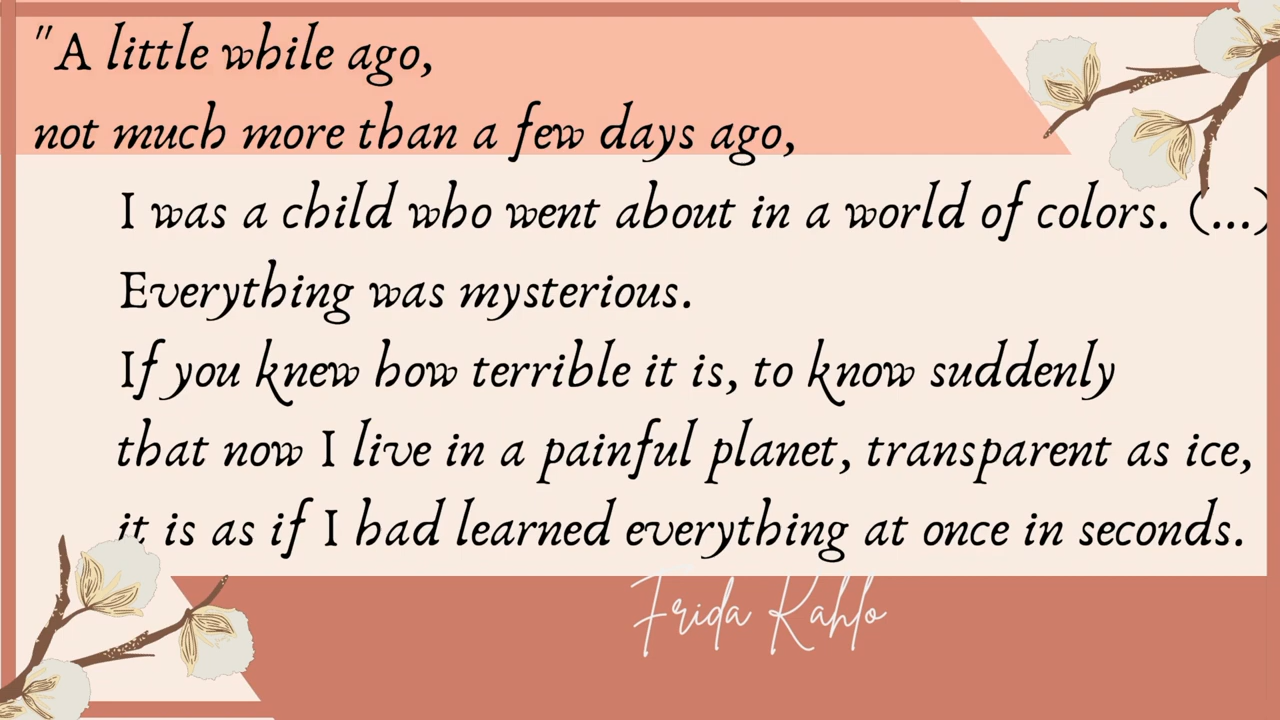 "A little while ago,
not much more than a few days ago,
I was a child who went about in a world of colors. (...)
Everything was mysterious.
If you knew how terrible it is, to know suddenly
that now I live in a painful planet, transparent as ice,
it is as if I had learned everything at once in seconds.
Frida Kahlo